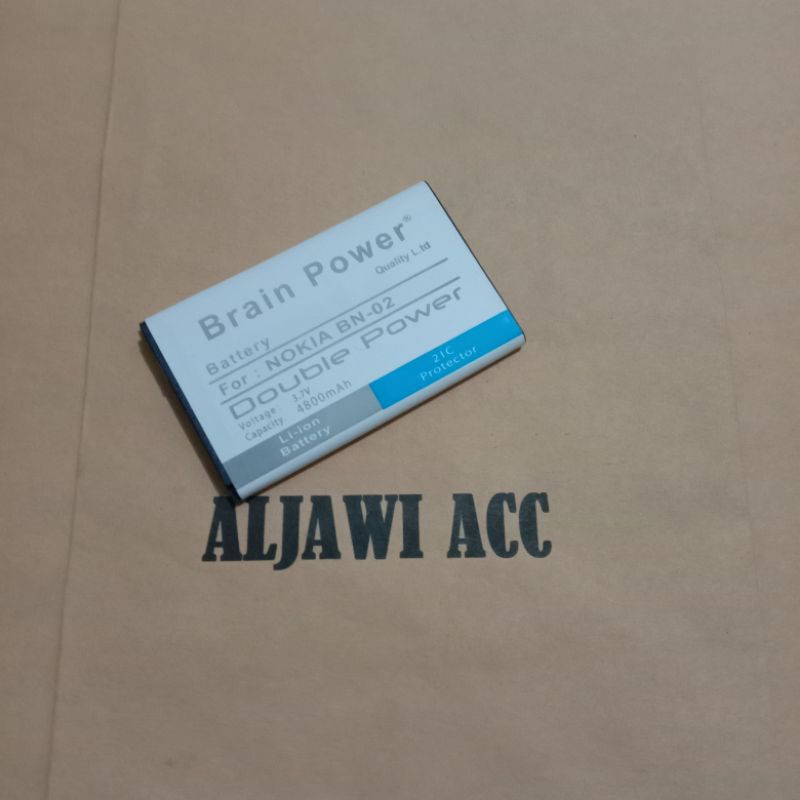 Brain Power®
Quality L.td
Battery
For : NOKIA BN-02
Double Power
Voltage 3.7V
Capacity 4800mAh
Li-ion
Battery
21C
Protector
ALJAWI ACC